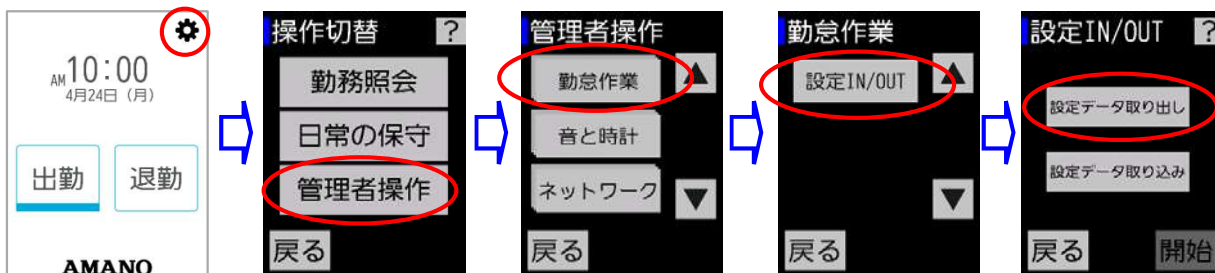 AM10:00
4月24日（月）
出勤
退勤
AMANO
操作切替
?
勤務照会
日常の保守
管理者操作
戻る
管理者操作
勤怠作業
▲
音と時計
ネットワーク
▼
戻る
勤怠作業
設定IN/OUT
▲
▼
戻る
設定IN/OUT
?
設定データ取り出し
設定データ取り込み
戻る
開始